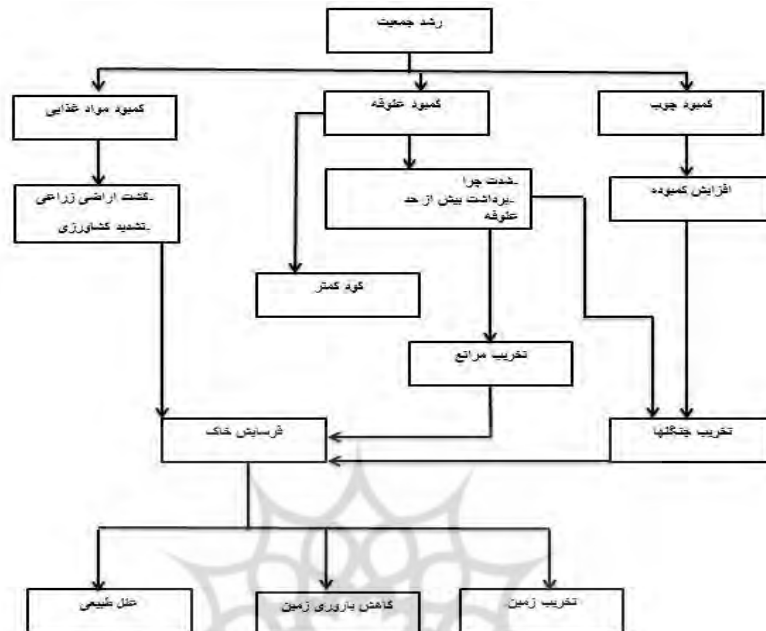 رشد جمعیت
کمبود چوب
کمبود علوفه
کمبود مواد غذایی
افزایش کمبوده
-شدت چرا
-برداشت بیش از حد
علوفه
-کشت اراضی زراعی
-تشدید کشاورزی
کود کمتر
تخریب مراتع
تخریب جنگلها
فرسایش خاک
تخریب زمین
کاهش باروری زمین
علل طبیعی